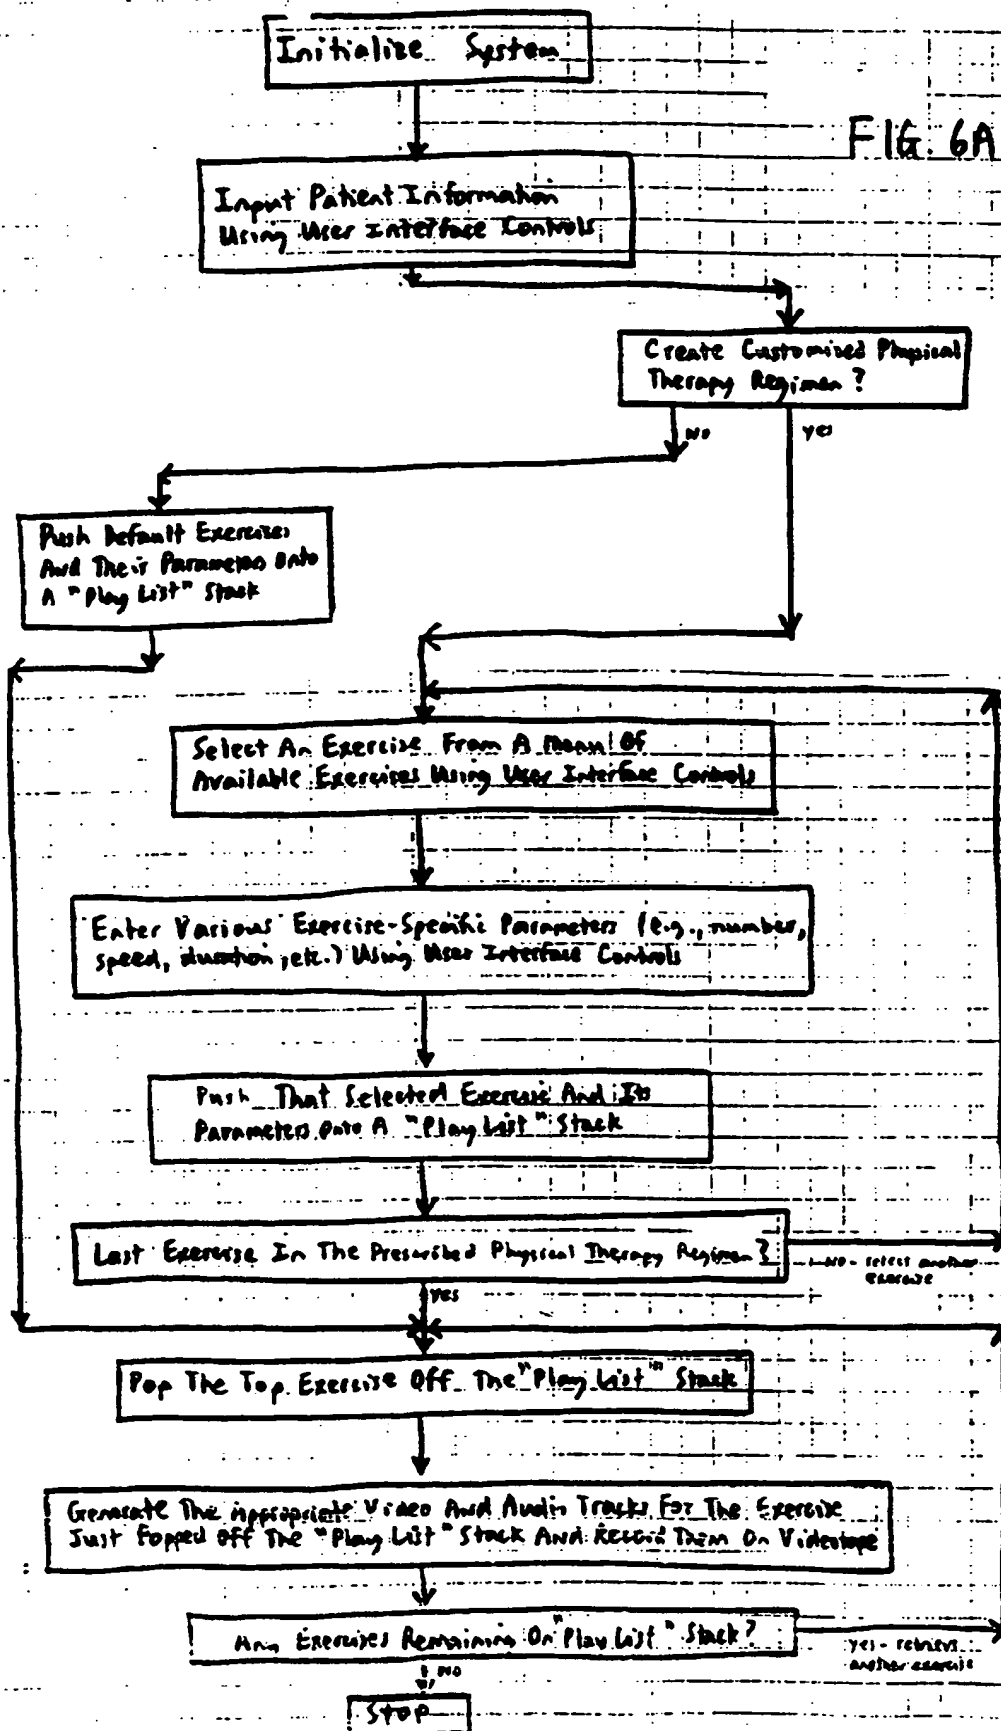 Initialize System
FIG. 6A
Input Patient Information
Using User Interface Controls
Create Customized Physical
Therapy Regimen?
No
yes
Push Default Exercises
And Their Parameters Onto
A "Play List" Stack
Select An Exercise From A Menu Of
Available Exercises Using User Interface Controls
Enter Various Exercise-Specific Parameters (e.g., number,
speed, duration, etc.) Using User Interface Controls
Push That Selected Exercise And Its
Parameters Onto A "Play List" Stack
Last Exercise In The Prescribed Physical Therapy Regimen?
No - select another
exercise
yes
Pop The Top Exercise Off The "Play List" Stack
Generate The Appropriate Video And Audio Tracks For The Exercise
Just Popped Off The "Play List" Stack And Record Them On Videotape
Any Exercises Remaining On "Play List" Stack?
yes - retrieve
another exercise
No
Stop